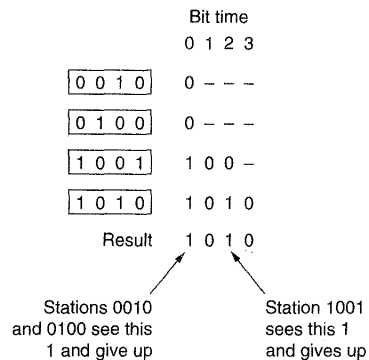 Bit time
0 1 2 3
0 0 1 0 0 – – –
0 1 0 0 0 – – –
1 0 0 1 1 0 0 –
1 0 1 0 1 0 1 0
Result 1 0 1 0
Stations 0010
and 0100 see this
1 and give up
Station 1001
sees this 1
and gives up